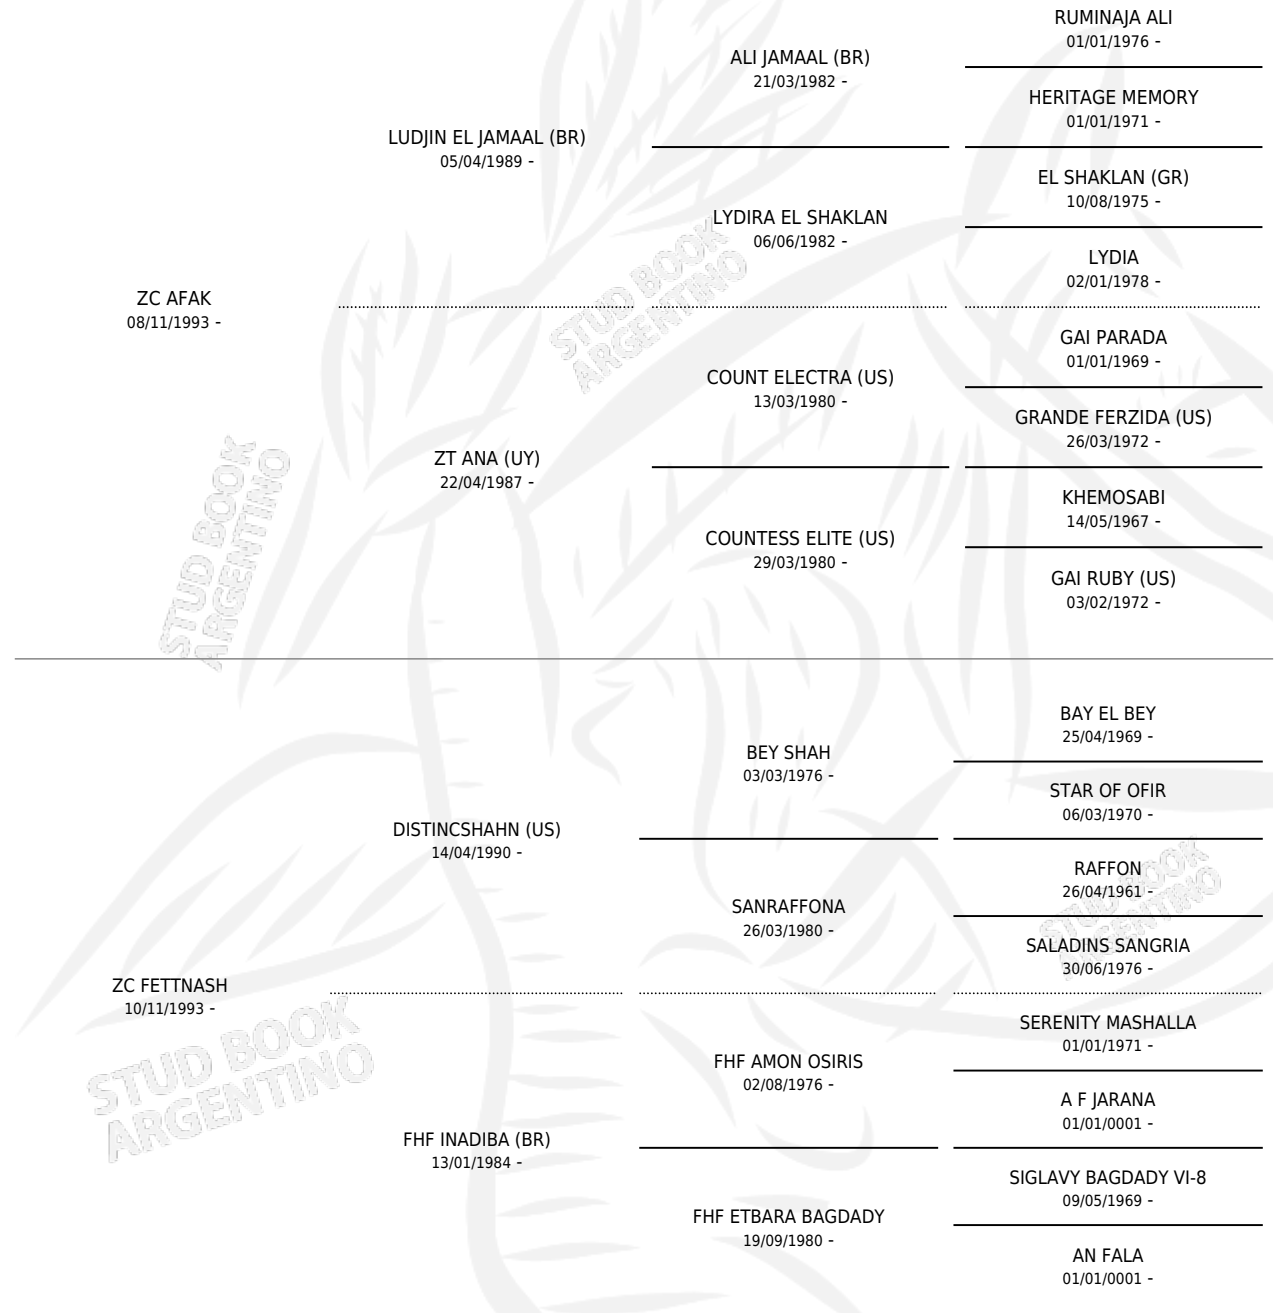 RUMINAJA ALI
01/01/1976 -
ALI JAMAAL (BR)
21/03/1982 -
HERITAGE MEMORY
01/01/1971 -
LUDJIN EL JAMAAL (BR)
05/04/1989 -
EL SHAKLAN (GR)
10/08/1975 -
LYDIRA EL SHAKLAN
06/06/1982 -
LYDIA
02/01/1978 -
ZC AFAK
08/11/1993 -
GAI PARADA
01/01/1969 -
COUNT ELECTRA (US)
13/03/1980 -
GRANDE FERZIDA (US)
26/03/1972 -
ZT ANA (UY)
22/04/1987 -
KHEMOSABI
14/05/1967 -
COUNTESS ELITE (US)
29/03/1980 -
GAI RUBY (US)
03/02/1972 -
STUD BOOK
ARGENTINO
STUD BOOK
ARGENTINO
BAY EL BEY
25/04/1969 -
BEY SHAH
03/03/1976 -
STAR OF OFIR
06/03/1970 -
DISTINCSHAHN (US)
14/04/1990 -
RAFFON
26/04/1961 -
SANRAFFONA
26/03/1980 -
SALADINS SANGRIA
30/06/1976 -
ZC FETTNASH
10/11/1993 -
SERENITY MASHALLA
01/01/1971 -
FHF AMON OSIRIS
02/08/1976 -
A F JARANA
01/01/0001 -
FHF INADIBA (BR)
13/01/1984 -
SIGLAVY BAGDADY VI-8
09/05/1969 -
FHF ETBARA BAGDADY
19/09/1980 -
AN FALA
01/01/0001 -
STUD BOOK
ARGENTINO
STUD BOOK
ARGENTINO